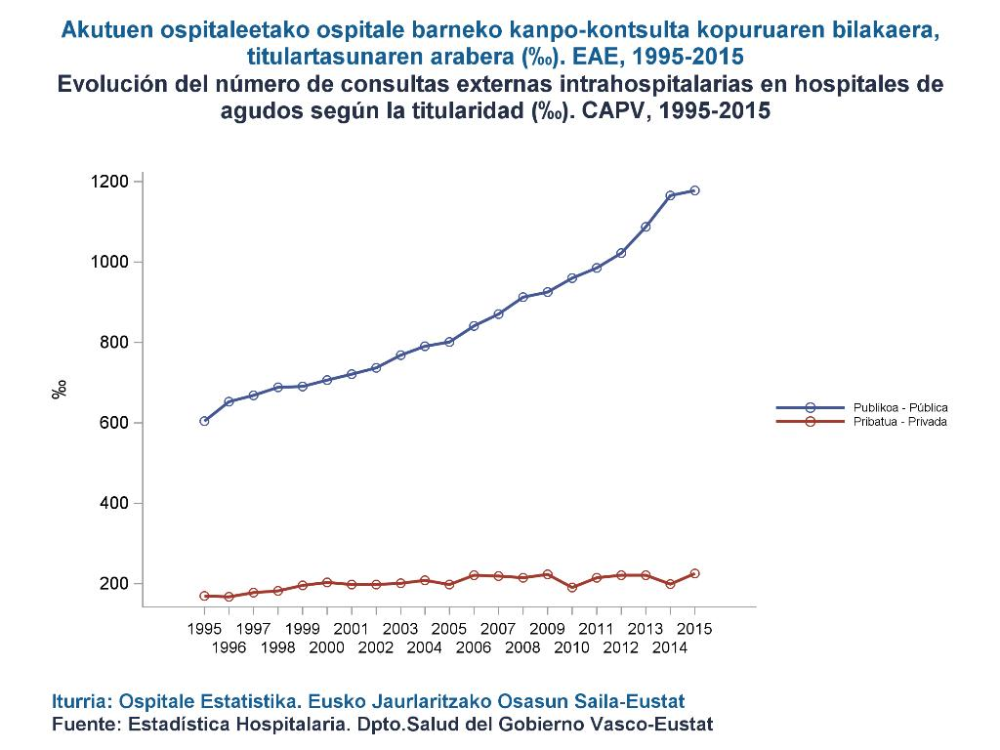 Akutuen ospitaleetako ospitale barneko kanpo-kontsulta kopuruaren bilakaera,
titulartasunaren arabera (‰). EAE, 1995-2015
Evolución del número de consultas externas intrahospitalarias en hospitales de
agudos según la titularidad (‰). CAPV, 1995-2015
1200
1000
800
600
400
200
‰
Publikoa - Pública
Pribatua - Privada
1995 1997 1999 2001 2003 2005 2007 2009 2011 2013 2015
1996 1998 2000 2002 2004 2006 2008 2010 2012 2014
Iturria: Ospitale Estatistika. Eusko Jaurlaritzako Osasun Saila-Eustat
Fuente: Estadística Hospitalaria. Dpto.Salud del Gobierno Vasco-Eustat